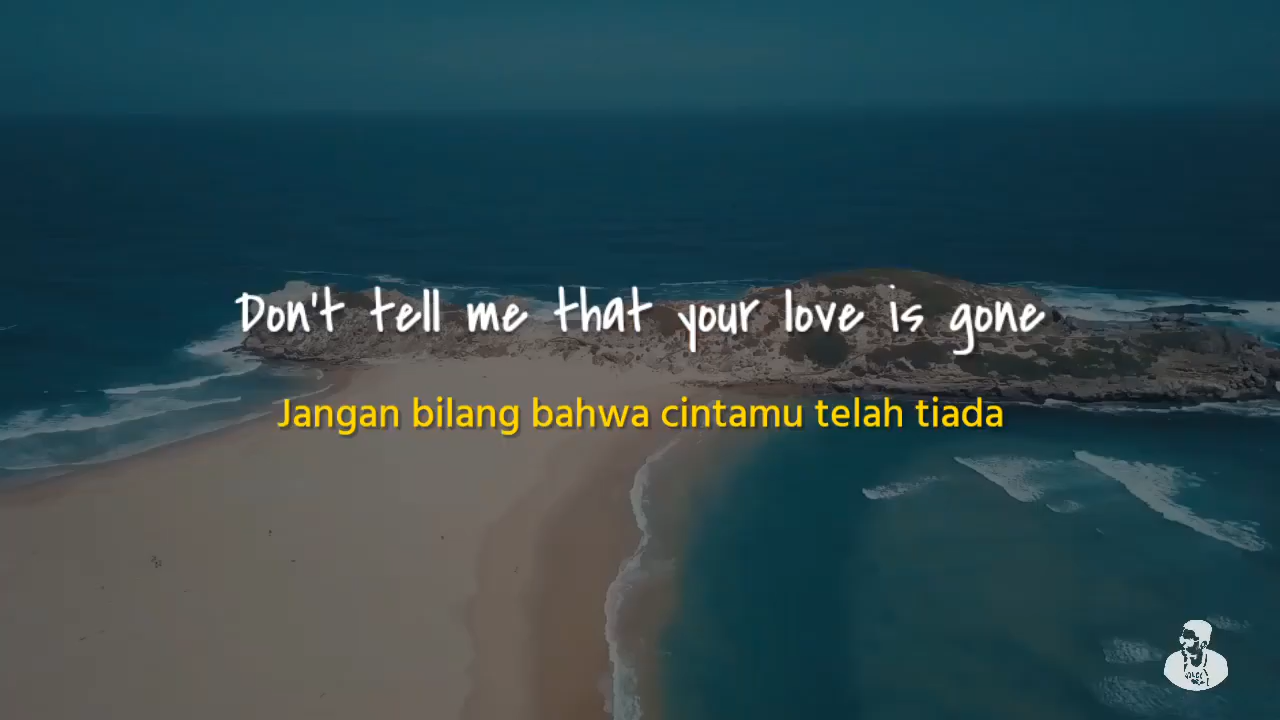 Don't tell me that your love is gone
Jangan bilang bahwa cintamu telah tiada